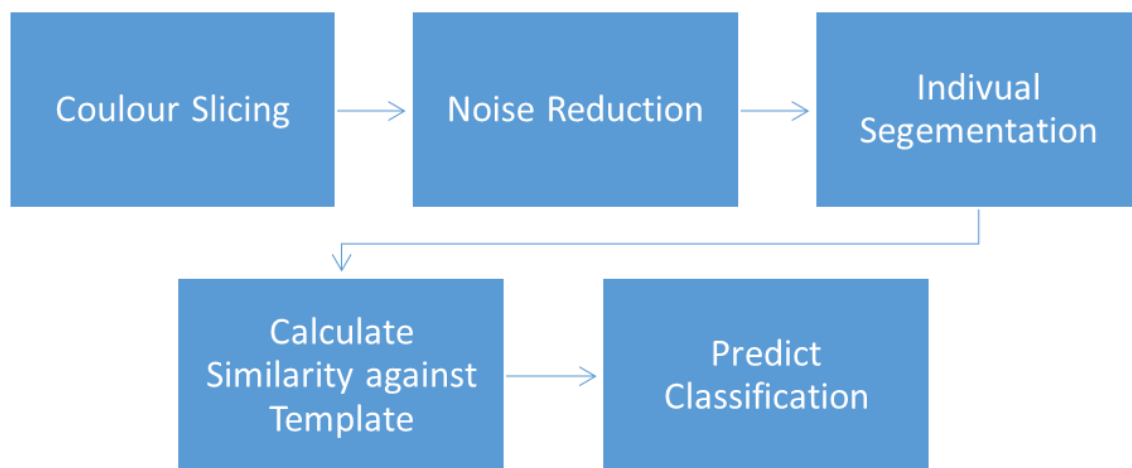 Coulour Slicing
Noise Reduction
Indivual
Segementation
Calculate
Similarity against
Template
Predict
Classification